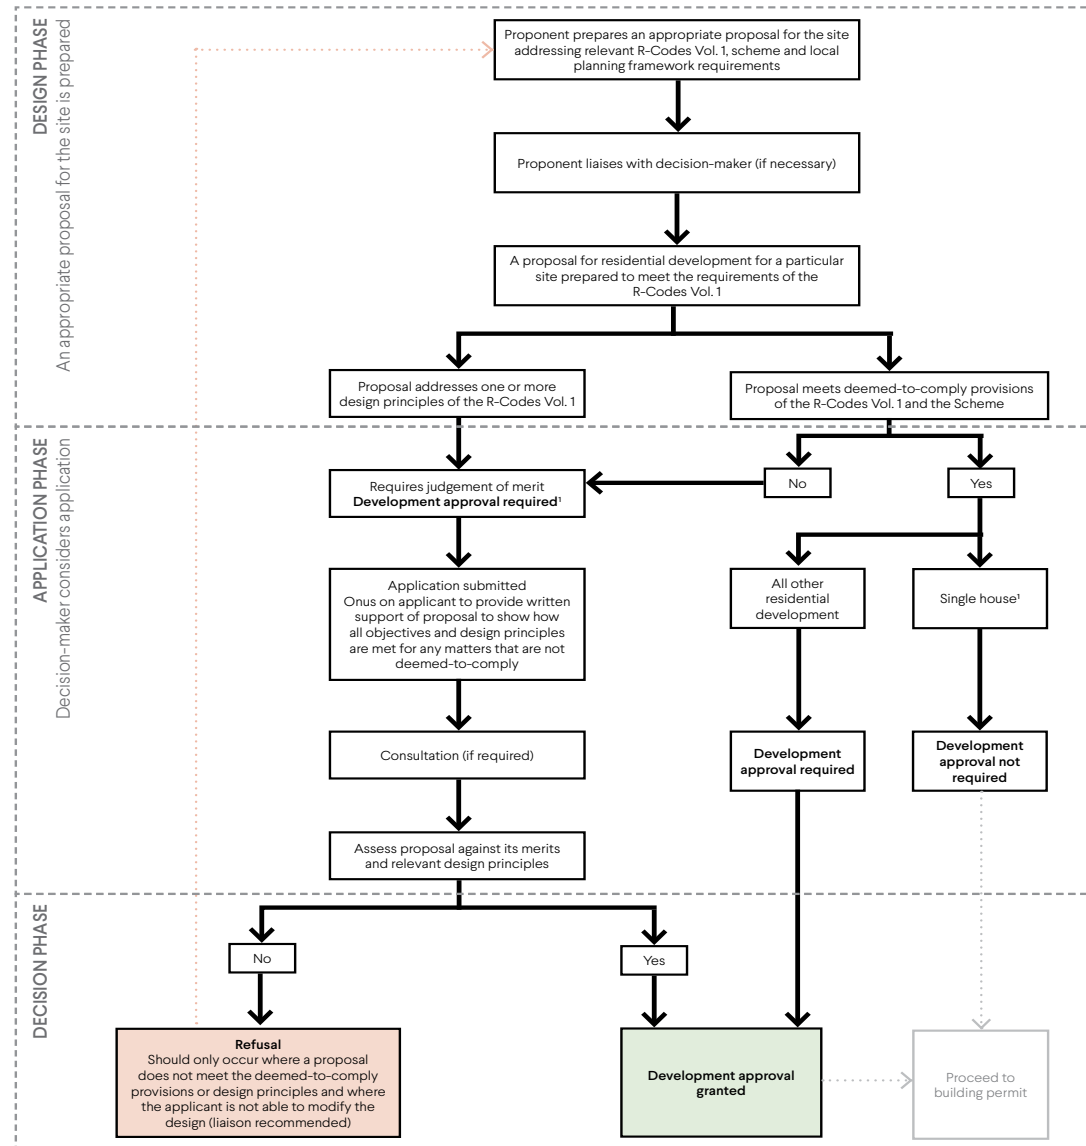 DESIGN PHASE
An appropriate proposal for the site is prepared
Proponent prepares an appropriate proposal for the site
addressing relevant R-Codes Vol. 1, scheme and local
planning framework requirements
Proponent liaises with decision-maker (if necessary)
A proposal for residential development for a particular
site prepared to meet the requirements of the
R-Codes Vol. 1
Proposal addresses one or more
design principles of the R-Codes Vol. 1
Proposal meets deemed-to-comply provisions
of the R-Codes Vol. 1 and the Scheme
APPLICATION PHASE
Decision-maker considers application
Requires judgement of merit
Development approval required¹
No
Yes
Application submitted
Onus on applicant to provide written
support of proposal to show how
all objectives and design principles
are met for any matters that are not
deemed-to-comply
All other
residential
development
Single house¹
Consultation (if required)
Development
approval required
Development
approval not
required
Assess proposal against its merits
and relevant design principles
DECISION PHASE
No
Yes
Refusal
Should only occur where a proposal
does not meet the deemed-to-comply
provisions or design principles and where
the applicant is not able to modify the
design (liaison recommended)
Development approval
granted
Proceed to
building permit